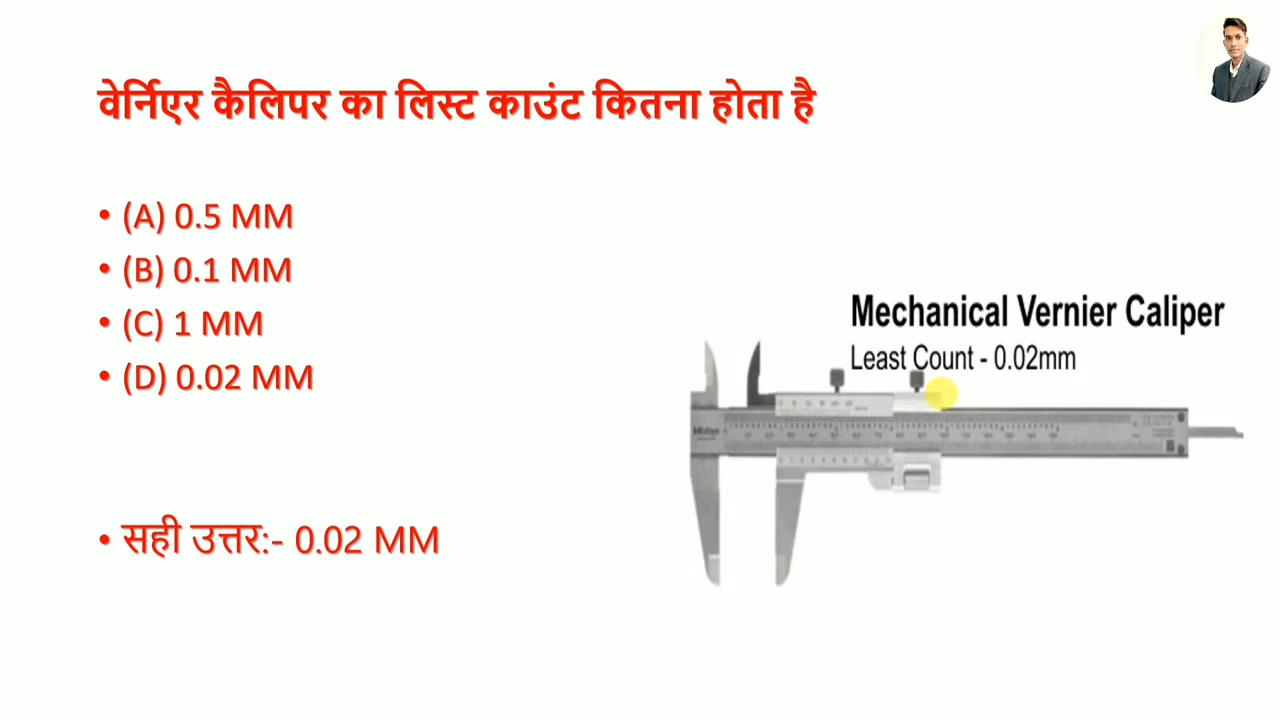 वेर्निएर कैलिपर का लिस्ट काउंट कितना होता है
• (A) 0.5 MM
• (B) 0.1 MM
• (C) 1 MM
• (D) 0.02 MM
Mechanical Vernier Caliper
Least Count - 0.02mm
• सही उत्तर:- 0.02 MM